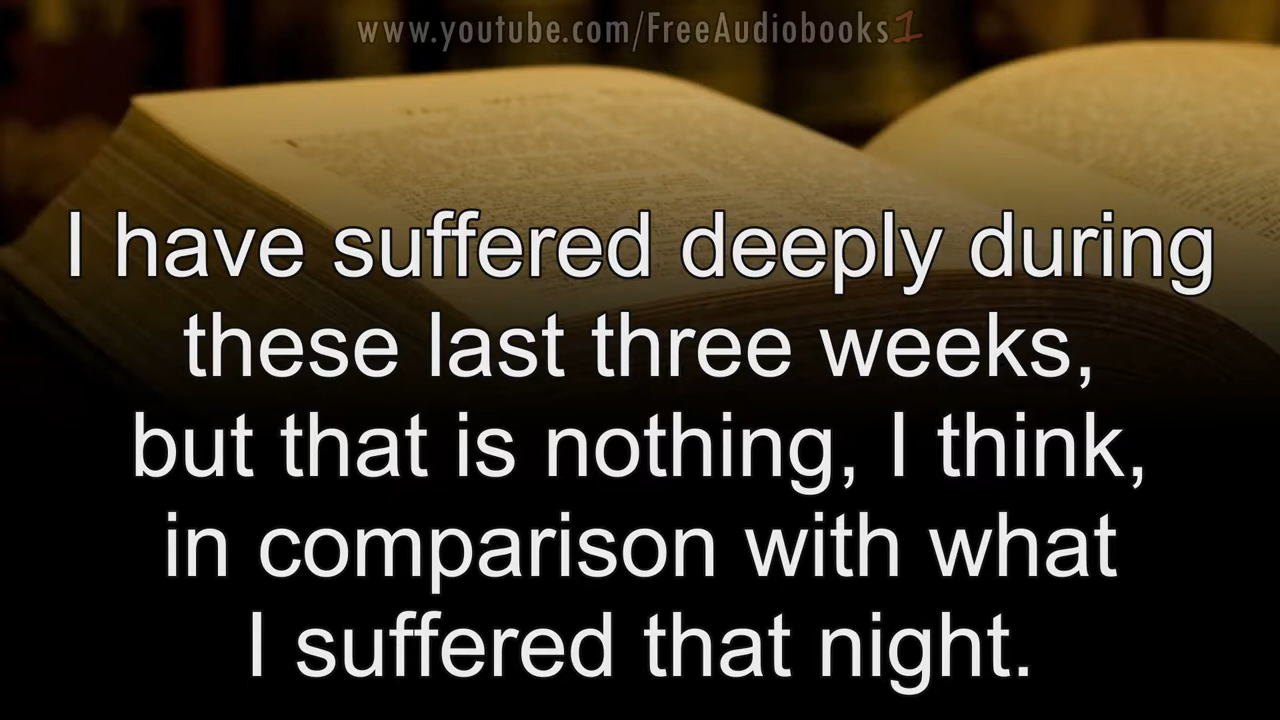 www.youtube.com/FreeAudiobooks1
I have suffered deeply during
these last three weeks,
but that is nothing, I think,
in comparison with what
I suffered that night.